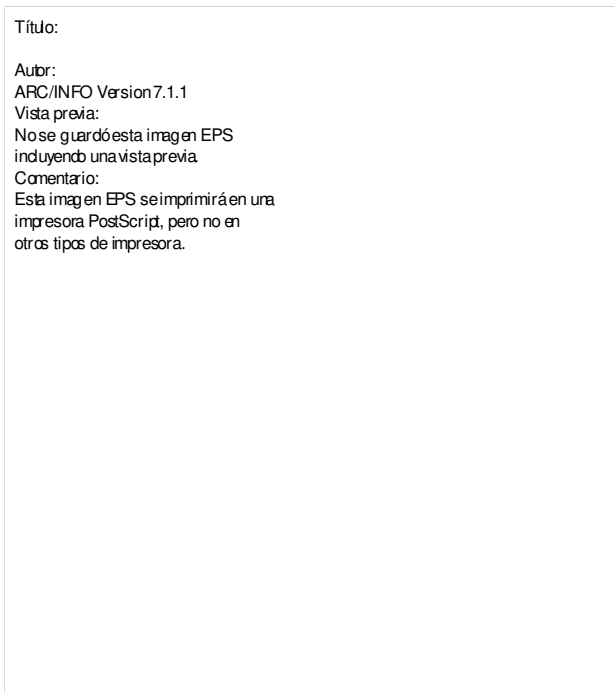 Título:
Autor:
ARC/INFO Version 7.1.1
Vista previa:
No se guardó esta imagen EPS
incluyendo una vista previa.
Comentario:
Esta imagen EPS se imprimirá en una
impresora PostScript, pero no en
otros tipos de impresora.